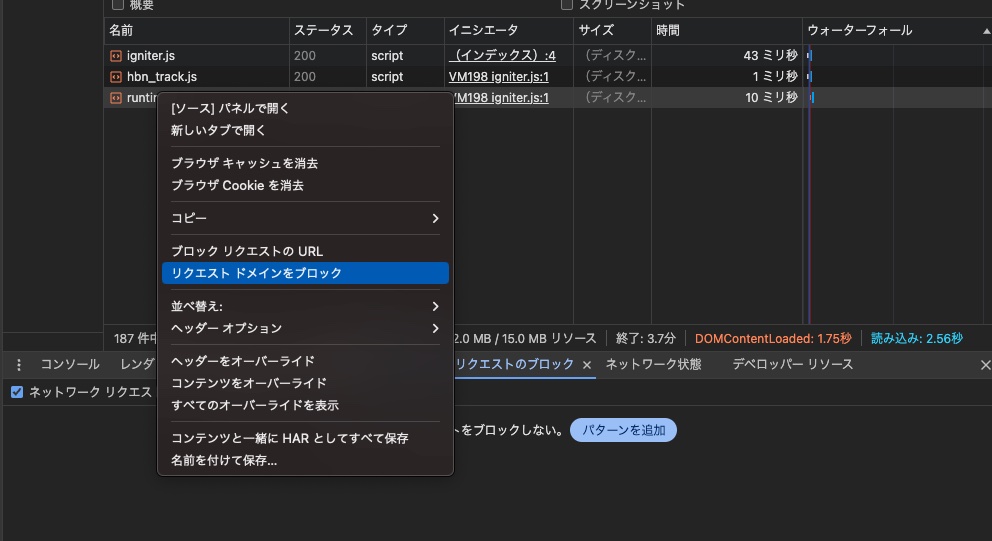 概要
スクリーンショット
名前 ステータス タイプ イニシエータ サイズ 時間 ウォーターフォール
igniter.js 200 script （インデックス）:4 （ディスク... 43 ミリ秒
hbn_track.js 200 script VM198 igniter.js:1 （ディスク... 1 ミリ秒
VM198 igniter.js:1 （ディスク... 10 ミリ秒
[ソース] パネルで開く
新しいタブで開く
ブラウザ キャッシュを消去
ブラウザ Cookie を消去
コピー
ブロック リクエストの URL
リクエスト ドメインをブロック
並べ替え:
ヘッダー オプション
ヘッダーをオーバーライド
コンテンツをオーバーライド
すべてのオーバーライドを表示
コンテンツと一緒に HAR としてすべて保存
名前を付けて保存...
187 件中 2.0 MB / 15.0 MB リソース 終了: 3.7分 DOMContentLoaded: 1.75秒 読み込み: 2.56秒
コンソール レンダ リクエストのブロック ネットワーク状態 デベロッパー リソース
ネットワーク リクエス
トをブロックしない。 パターンを追加